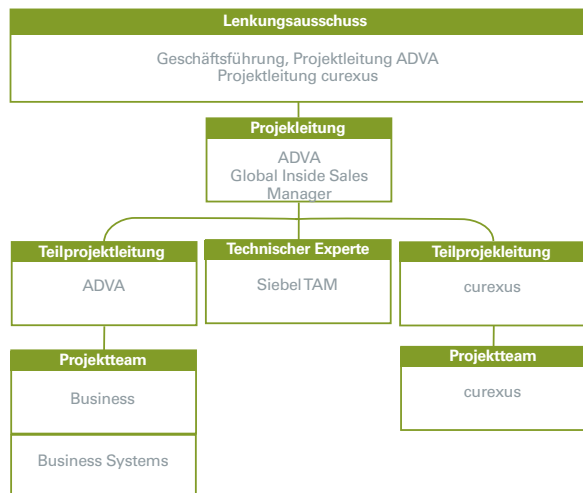 Lenkungsausschuss
Geschäftsführung, Projektleitung ADVA
Projektleitung curexus
Projekleitung
ADVA
Global Inside Sales
Manager
Teilprojektleitung
ADVA
Technischer Experte
Siebel TAM
Teilprojekleitung
curexus
Projektteam
Business
Business Systems
Projektteam
curexus